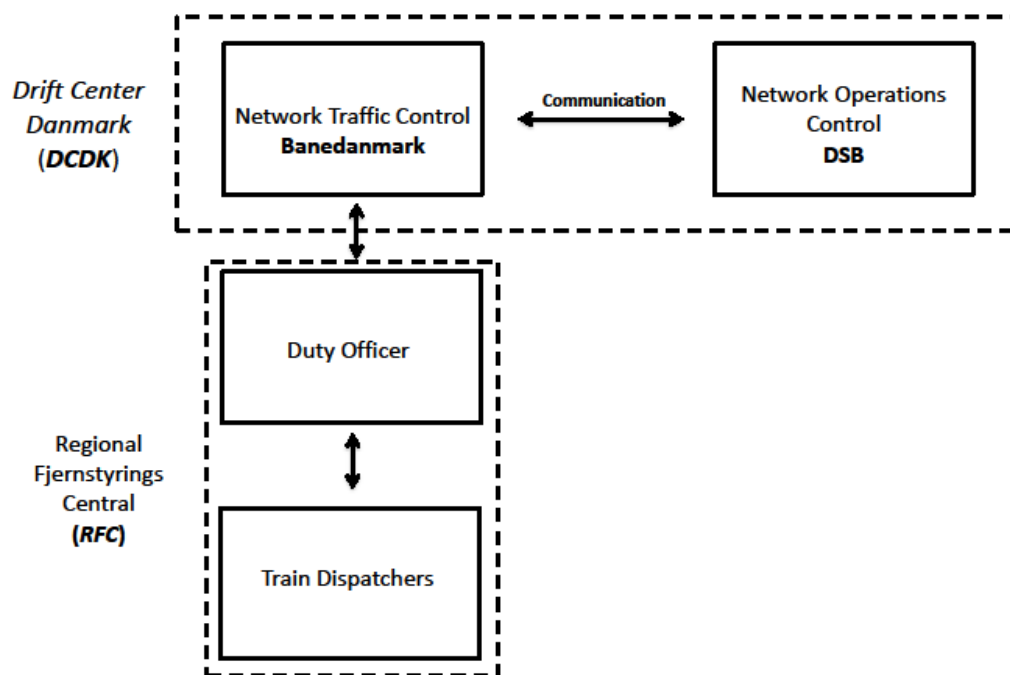 Drift Center
Danmark
(DCDK)
Network Traffic Control
Banedanmark
Communication
Network Operations
Control
DSB
Duty Officer
Regional
Fjernstyrings
Central
(RFC)
Train Dispatchers